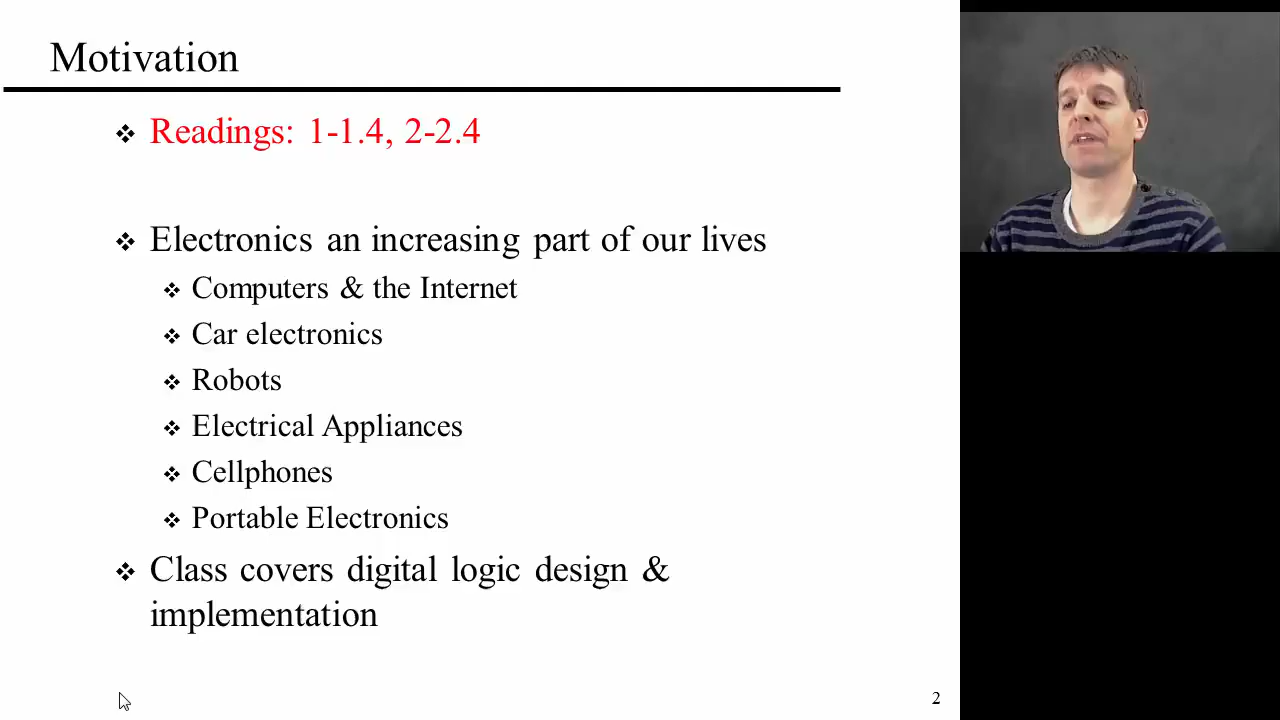 Motivation
❖ Readings: 1-1.4, 2-2.4
❖ Electronics an increasing part of our lives
❖ Computers & the Internet
❖ Car electronics
❖ Robots
❖ Electrical Appliances
❖ Cellphones
❖ Portable Electronics
❖ Class covers digital logic design &
implementation
2